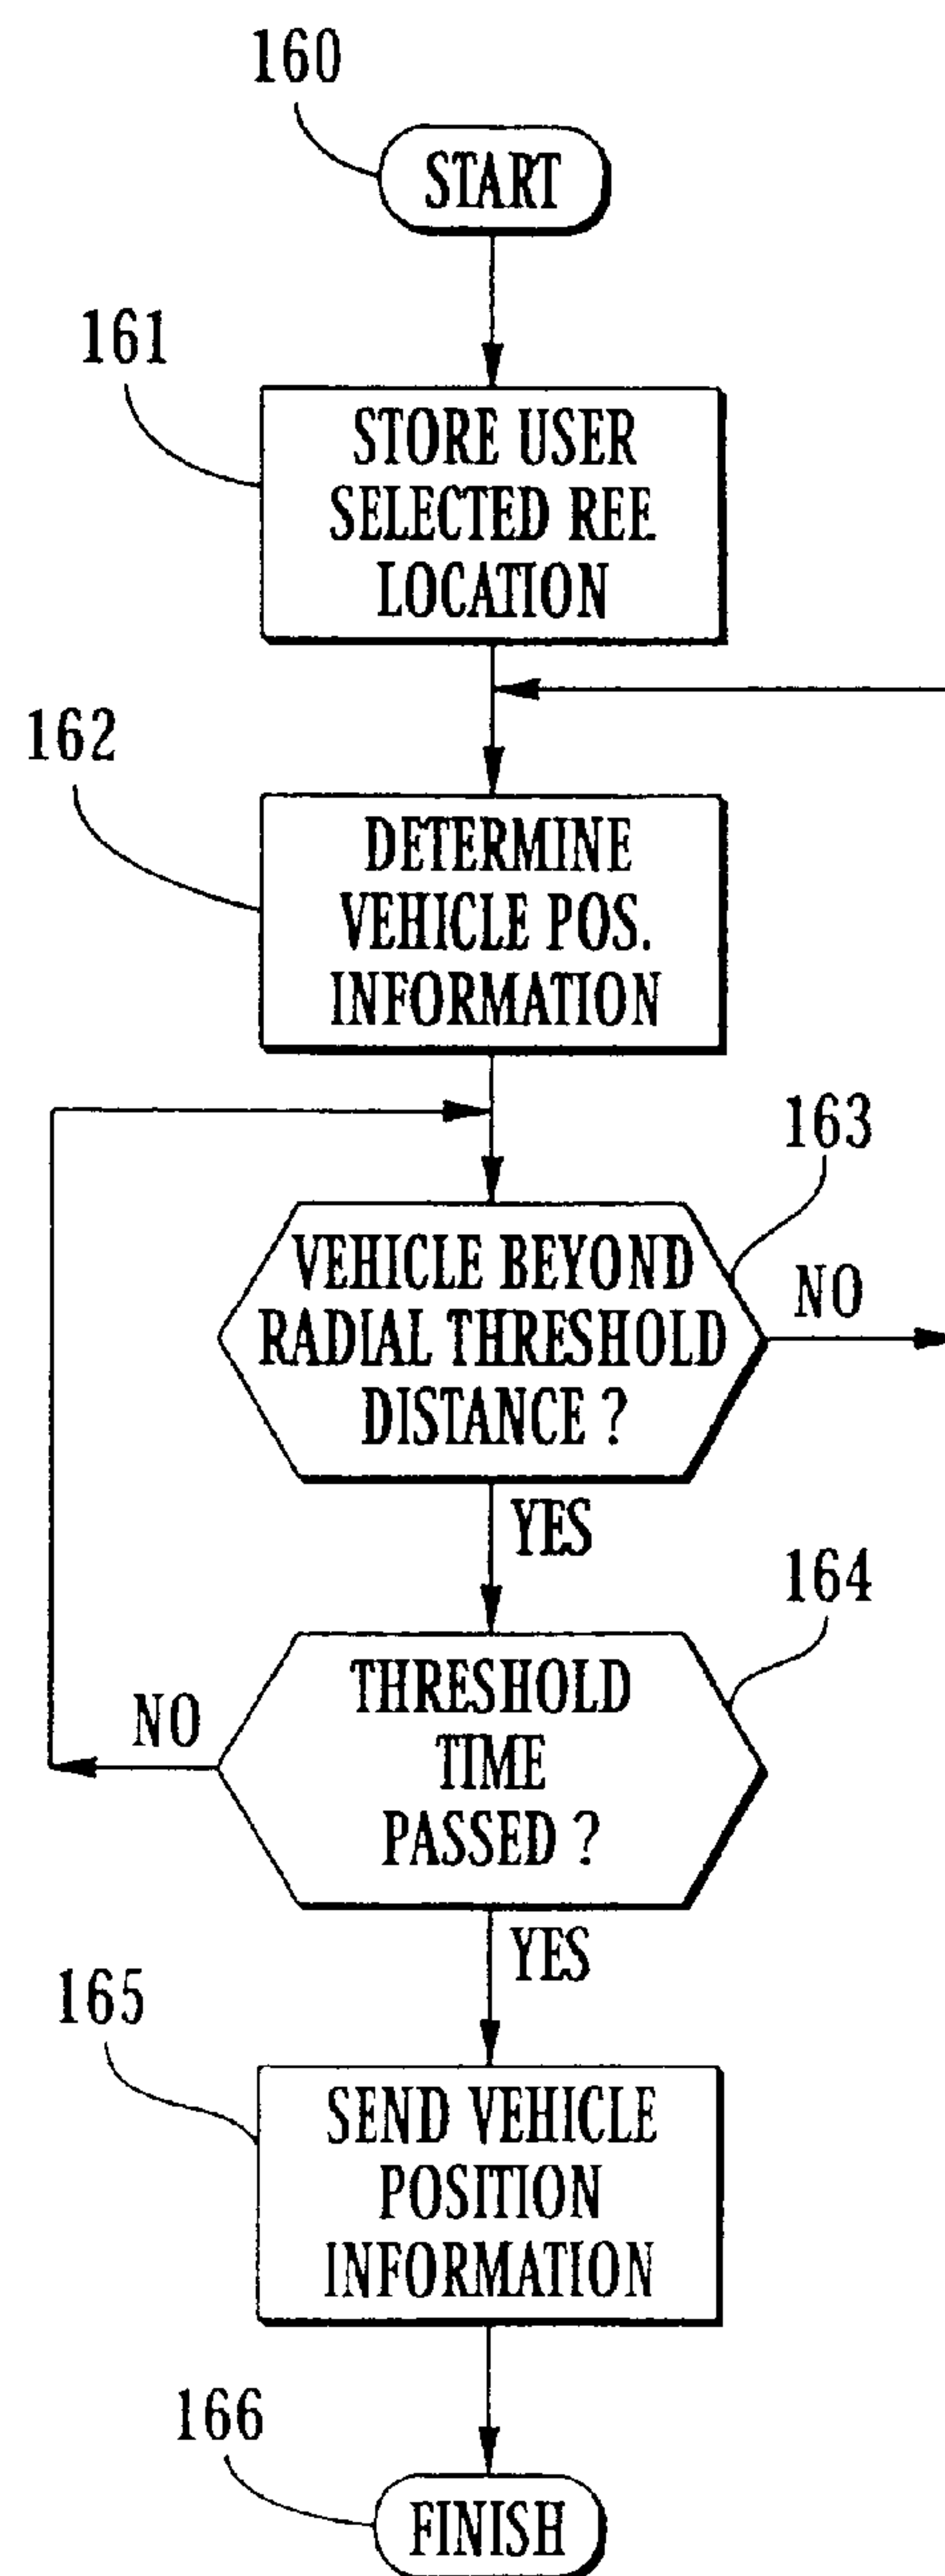 160
START
161
STORE USER
SELECTED REF.
LOCATION
162
DETERMINE
VEHICLE POS.
INFORMATION
163
VEHICLE BEYOND
RADIAL THRESHOLD
DISTANCE ?
NO
YES
164
THRESHOLD
TIME
PASSED ?
NO
YES
165
SEND VEHICLE
POSITION
INFORMATION
166
FINISH